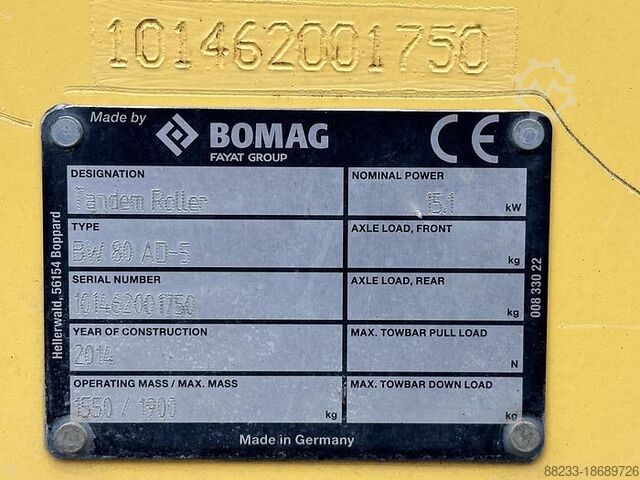 101462001750
Made by BOMAG CE
FAYAT GROUP
DESIGNATION NOMINAL POWER
Tandem Roller 15.1 kW
TYPE AXLE LOAD, FRONT
BW 80 AD-5 kg
SERIAL NUMBER AXLE LOAD, REAR
101462001750 kg
YEAR OF CONSTRUCTION MAX. TOWBAR PULL LOAD
2014 N
OPERATING MASS / MAX. MASS MAX. TOWBAR DOWN LOAD
1550 / 1900 kg kg
Made in Germany
Hellerwald, 56154 Boppard
008 330 22
88233-18689726